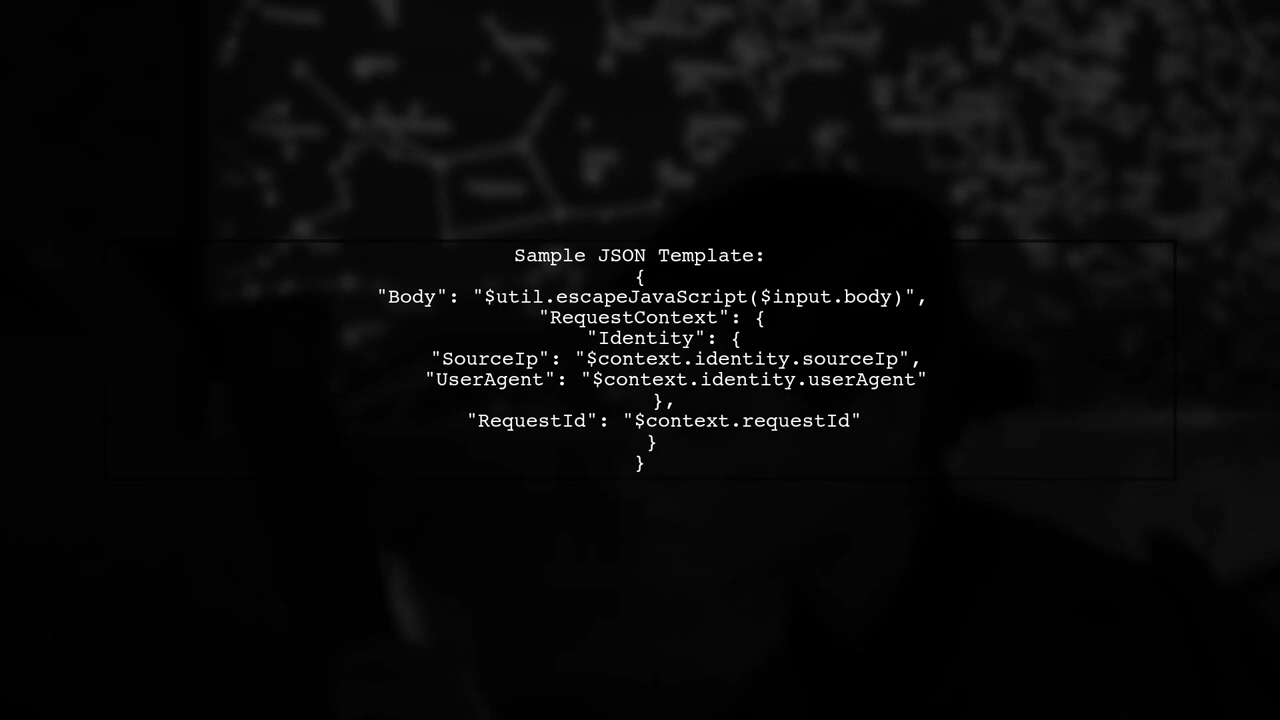 Sample JSON Template:
{
"Body": "$util.escapeJavaScript($input.body)",
"RequestContext": {
"Identity": {
"SourceIp": "$context.identity.sourceIp",
"UserAgent": "$context.identity.userAgent"
},
"RequestId": "$context.requestId"
}
}